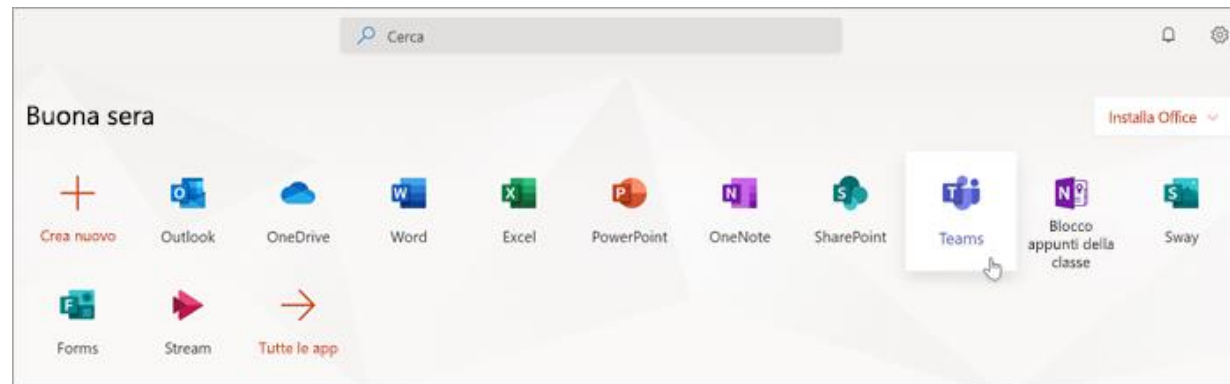 Cerca
Buona sera
Installa Office
Crea nuovo
Outlook
OneDrive
Word
Excel
PowerPoint
OneNote
SharePoint
Teams
Blocco
appunti della
classe
Sway
Forms
Stream
Tutte le app